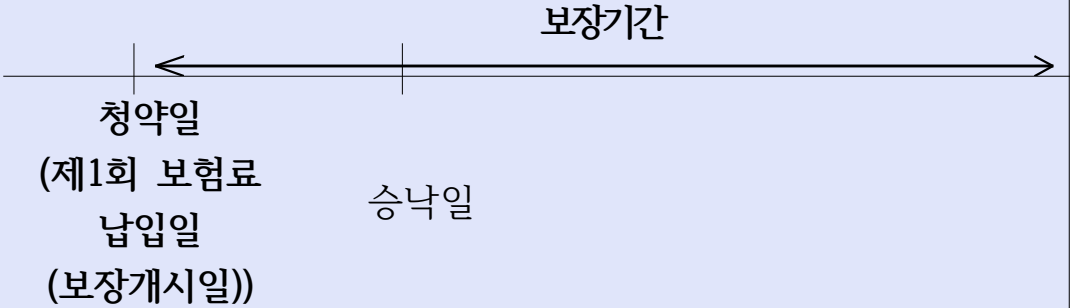 보장기간
청약일
(제1회 보험료
납입일
(보장개시일))
승낙일